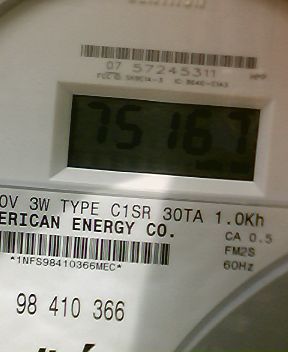 07 57245311
75167
0V 3W TYPE C1SR 30TA 1.0Kh
ERICAN ENERGY CO.
CA 0.5
FM2S
60Hz
*1NFS98410366MEC*
98 410 366